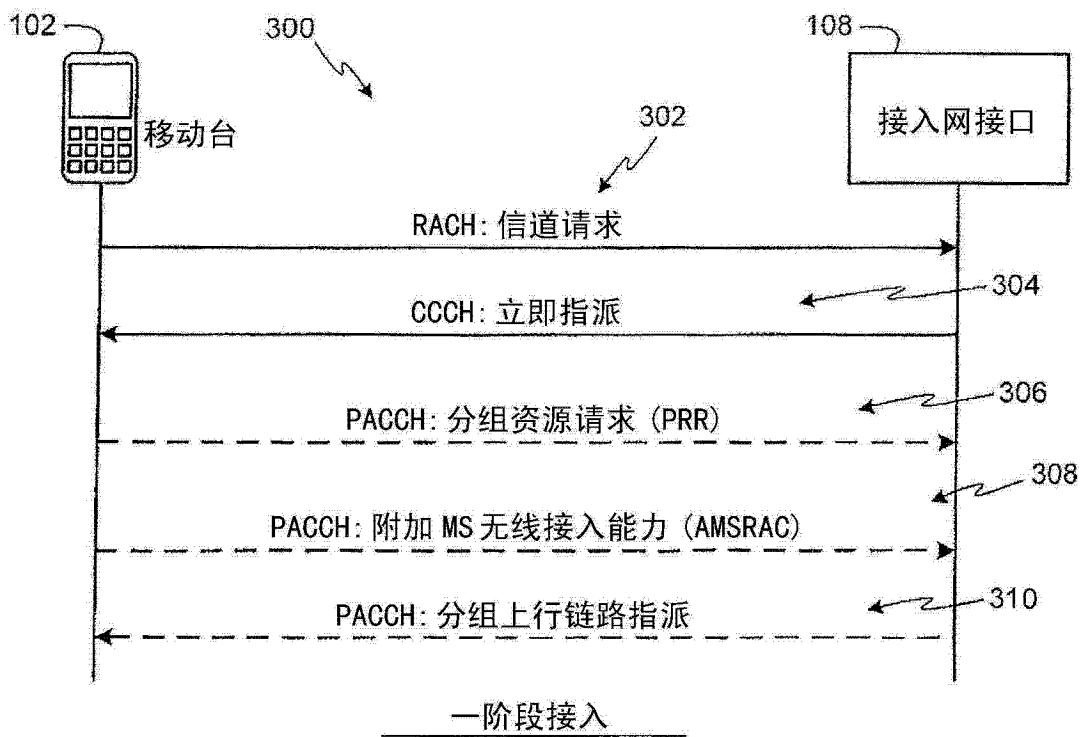 102
300
108
移动台
302
接入网接口
RACH: 信道请求
304
CCCH: 立即指派
306
PACCH: 分组资源请求 (PRR)
308
PACCH: 附加 MS 无线接入能力 (AMSRAC)
310
PACCH: 分组上行链路指派
一阶段接入